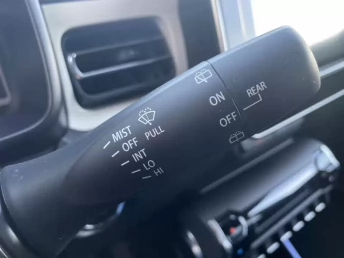 MIST
OFF
INT
LO
HI
PULL
ON
OFF
REAR